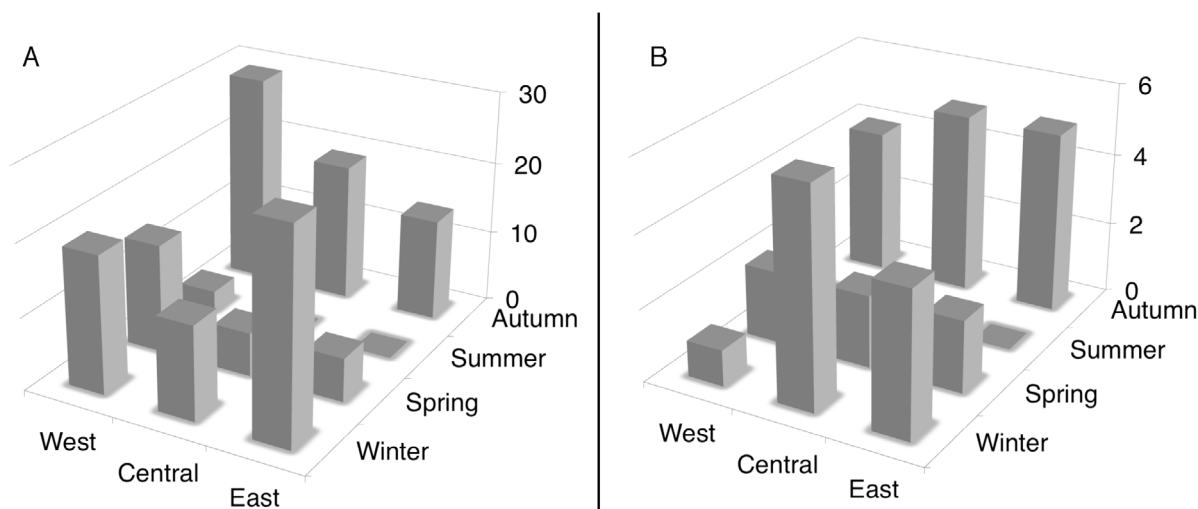 A
30
20
10
0
Autumn
Summer
Spring
Winter
West
Central
East
B
6
4
2
0
Autumn
Summer
Spring
Winter
West
Central
East